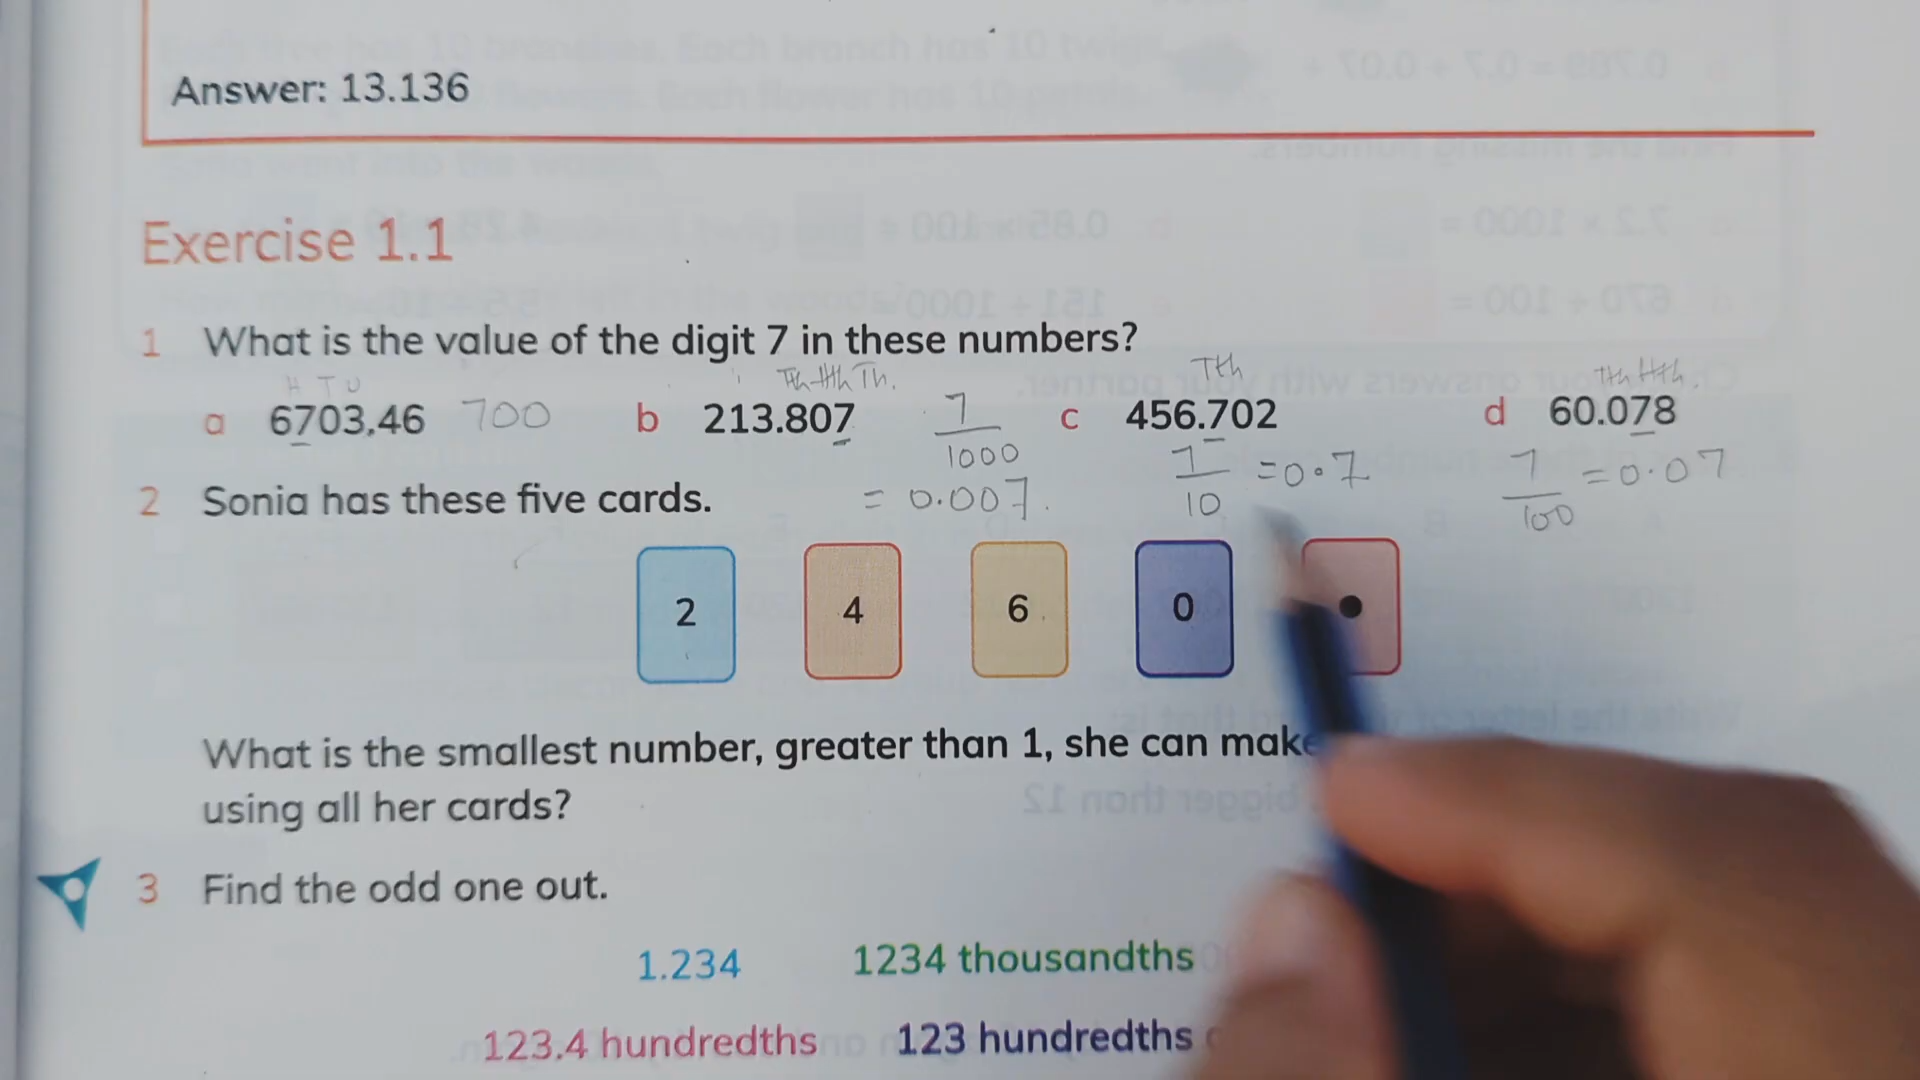 Answer: 13.136
Exercise 1.1
1 What is the value of the digit 7 in these numbers?
H T U Tth Hth Th. Tth Tth Hth.
a 6703.46 700 b 213.807 7/1000 c 456.702 d 60.078
= 0.007. 7/10 = 0.7 7/100 = 0.07
2 Sonia has these five cards.
2 4 6 0 •
What is the smallest number, greater than 1, she can make
using all her cards?
3 Find the odd one out.
1.234 1234 thousandths
123.4 hundredths 123 hundredths